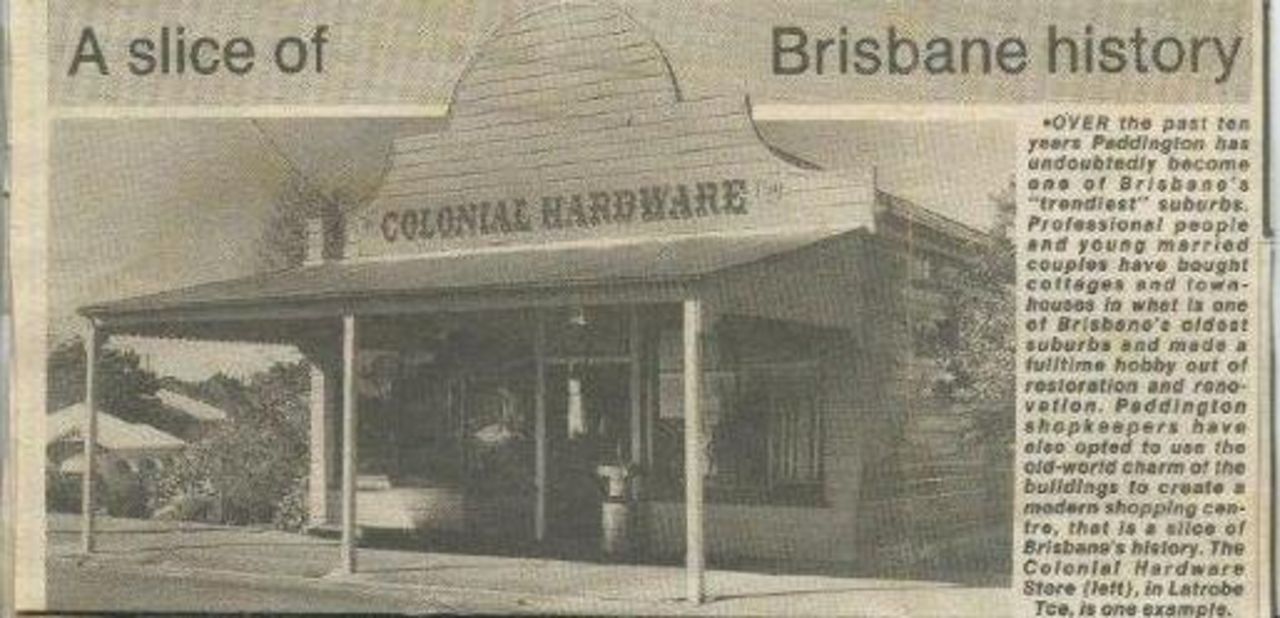 A slice of Brisbane history
COLONIAL HARDWARE
•OVER the past ten
years Paddington has
undoubtedly become
one of Brisbane's
"trendiest" suburbs.
Professional people
and young married
couples have bought
cottages and town-
houses in what is one
of Brisbane's oldest
suburbs and made a
fulltime hobby out of
restoration and reno-
vation. Paddington
shopkeepers have
also opted to use the
old-world charm of the
buildings to create a
modern shopping cen-
tre, that is a slice of
Brisbane's history. The
Colonial Hardware
Store (left), in Latrobe
Tce, is one example.